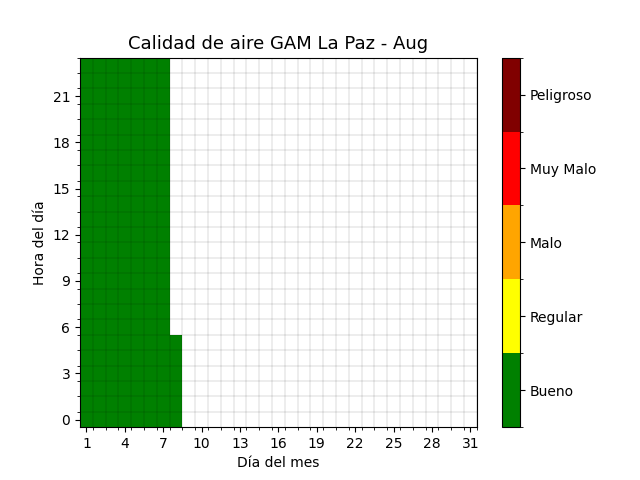 Calidad de aire GAM La Paz - Aug
Hora del día
21
18
15
12
9
6
3
0
1 4 7 10 13 16 19 22 25 28 31
Día del mes
Peligroso
Muy Malo
Malo
Regular
Bueno